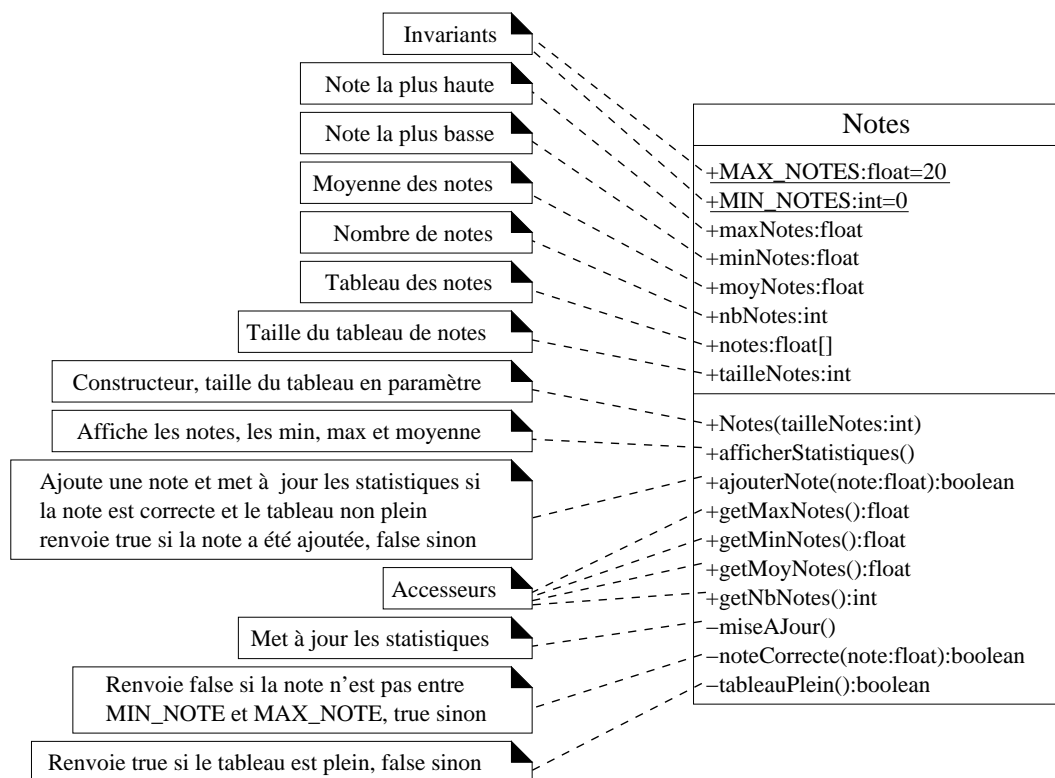 Invariants
Note la plus haute
Note la plus basse
Moyenne des notes
Nombre de notes
Tableau des notes
Taille du tableau de notes
Constructeur, taille du tableau en paramètre
Affiche les notes, les min, max et moyenne
Ajoute une note et met à jour les statistiques si
la note est correcte et le tableau non plein
renvoie true si la note a été ajoutée, false sinon
Accesseurs
Met à jour les statistiques
Renvoie false si la note n'est pas entre
MIN_NOTE et MAX_NOTE, true sinon
Renvoie true si le tableau est plein, false sinon
Notes
+MAX_NOTES:float=20
+MIN_NOTES:int=0
+maxNotes:float
+minNotes:float
+moyNotes:float
+nbNotes:int
+notes:float[]
+tailleNotes:int
+Notes(tailleNotes:int)
+afficherStatistiques()
+ajouterNote(note:float):boolean
+getMaxNotes():float
+getMinNotes():float
+getMoyNotes():float
+getNbNotes():int
−miseAJour()
−noteCorrecte(note:float):boolean
−tableauPlein():boolean